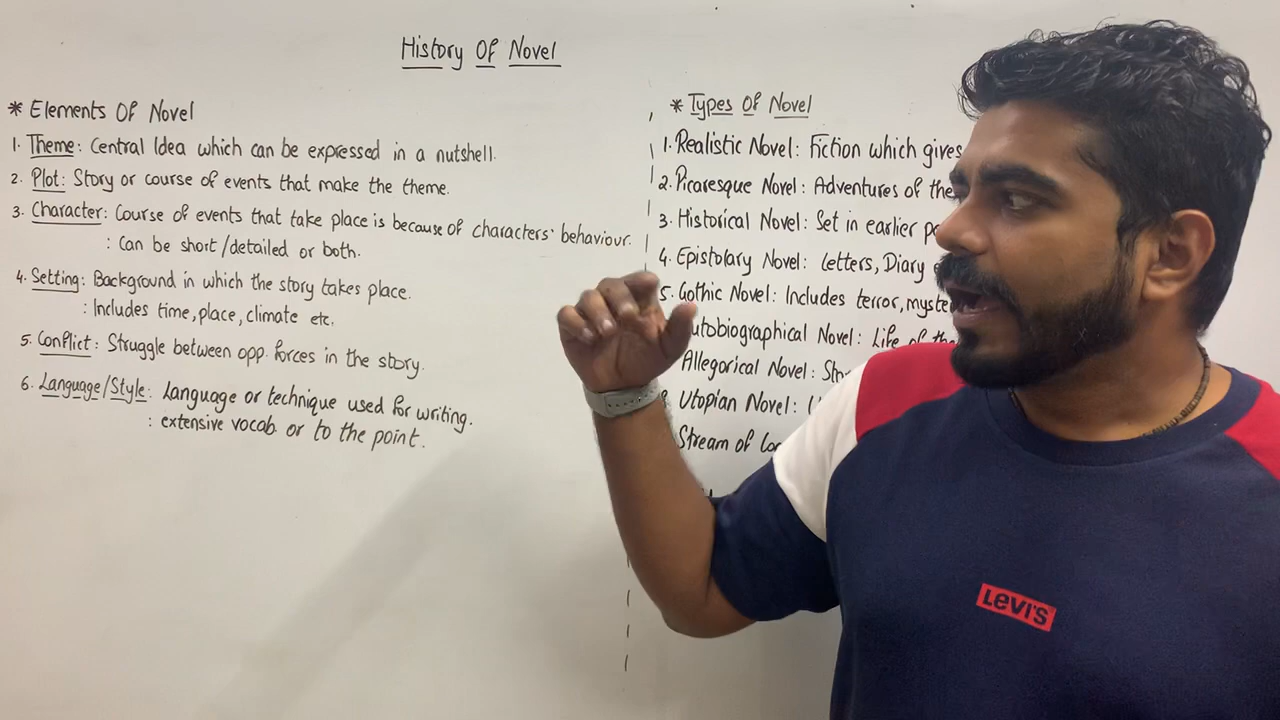 History Of Novel
* Elements Of Novel
1. Theme: Central Idea which can be expressed in a nutshell.
2. Plot: Story or course of events that make the theme.
3. Character: Course of events that take place is because of characters' behaviour.
: Can be short/detailed or both.
4. Setting: Background in which the story takes place.
: Includes time, place, climate etc.
5. Conflict: Struggle between opp. forces in the story.
6. Language/Style: Language or technique used for writing.
: extensive vocab. or to the point.
* Types Of Novel
1. Realistic Novel: Fiction which gives
2. Picaresque Novel: Adventures of the
3. Historical Novel: Set in earlier
4. Epistolary Novel: Letters, Diary
5. Gothic Novel: Includes terror,
Novel: Life of
Allegorical Novel:
Utopian Novel:
Stream of
LEVI'S